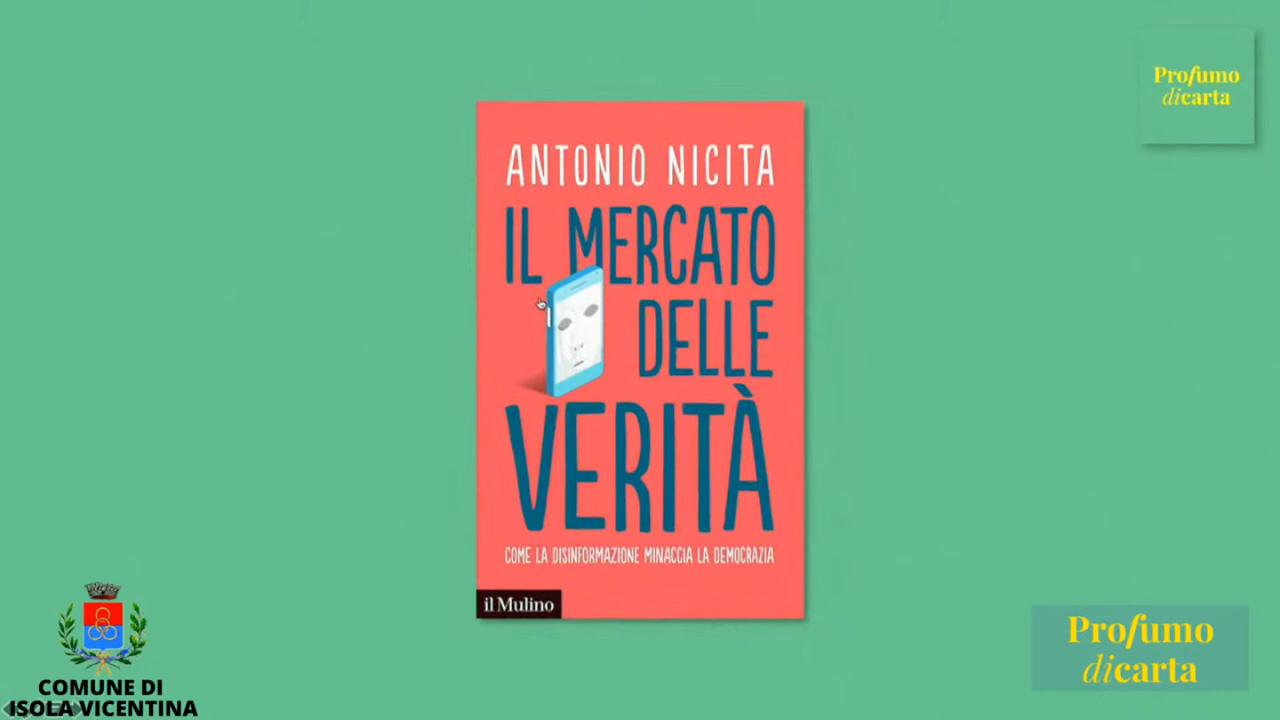 Profumo
dicarta
ANTONIO NICITA
IL MERCATO
DELLE
VERITÀ
COME LA DISINFORMAZIONE MINACCIA LA DEMOCRAZIA
il Mulino
COMUNE DI
ISOLA VICENTINA
Profumo
dicarta